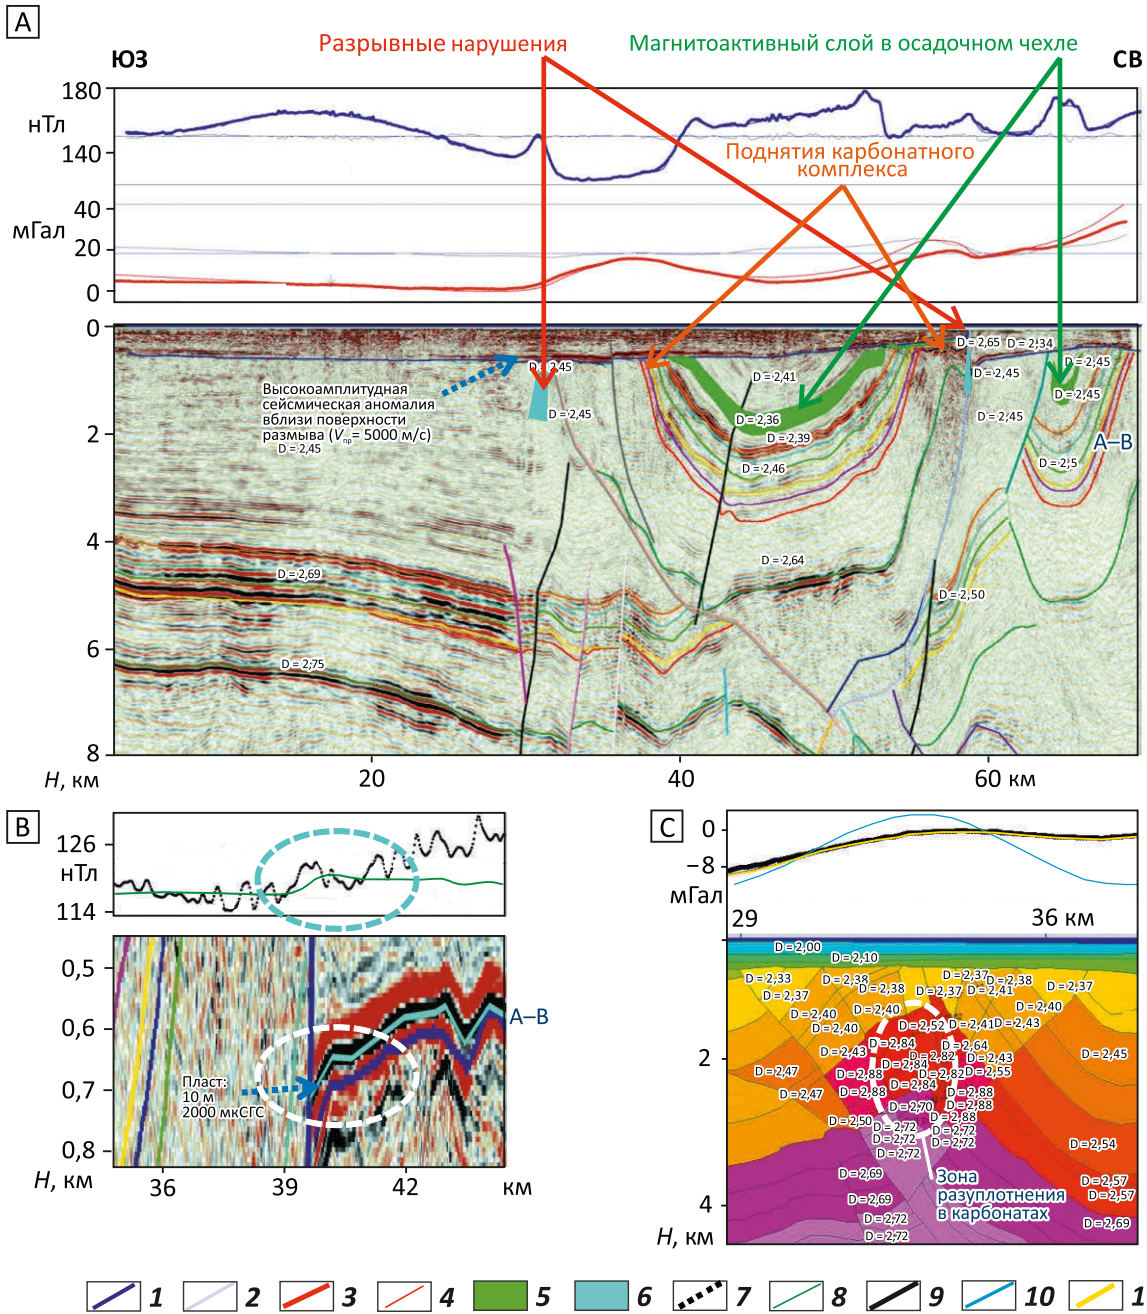 A
Разрывные нарушения
Магнитоактивный слой в осадочном чехле
ЮЗ
СВ
180
нТл
140
Поднятия карбонатного
комплекса
40
мГал
20
0
0
D = 2,65
D = 2,34
D = 2,45
D = 2,45
D = 2,41
D = 2,45
Высокоамплитудная
сейсмическая аномалия
вблизи поверхности
размыва (Vпр= 5000 м/с)
D = 2,45
D = 2,45
D = 2,45
D = 2,45
D = 2,36
2
D = 2,39
A–B
D = 2,46
D = 2,5
4
D = 2,64
D = 2,69
D = 2,50
6
D = 2,75
8
H, км
20
40
60
км
B
126
нТл
114
0,5
0,6
A–B
0,7
Пласт:
10 м
2000 мкСГС
0,8
H, км
36
39
42
км
C
0
−8
мГал
29
36 км
D = 2,00
D = 2,10
D = 2,33
D = 2,38
D = 2,37
D = 2,38
D = 2,37
D = 2,37
D = 2,38
D = 2,37
D = 2,41
D = 2,40
D = 2,40
D = 2,40
D = 2,40
D = 2,52
D = 2,41
D = 2,43
2
D = 2,43
D = 2,84
D = 2,64
D = 2,45
D = 2,84
D = 2,82
D = 2,43
D = 2,47
D = 2,88
D = 2,82
D = 2,55
D = 2,47
D = 2,88
D = 2,84
D = 2,88
D = 2,70
D = 2,88
D = 2,50
D = 2,72
D = 2,88
D = 2,72
D = 2,72
D = 2,72
D = 2,72
D = 2,54
D = 2,69
Зона
разуплотнения
в карбонатах
D = 2,57
D = 2,57
D = 2,69
4
D = 2,72
D = 2,69
D = 2,72
H, км
1
2
3
4
5
6
7
8
9
10
1